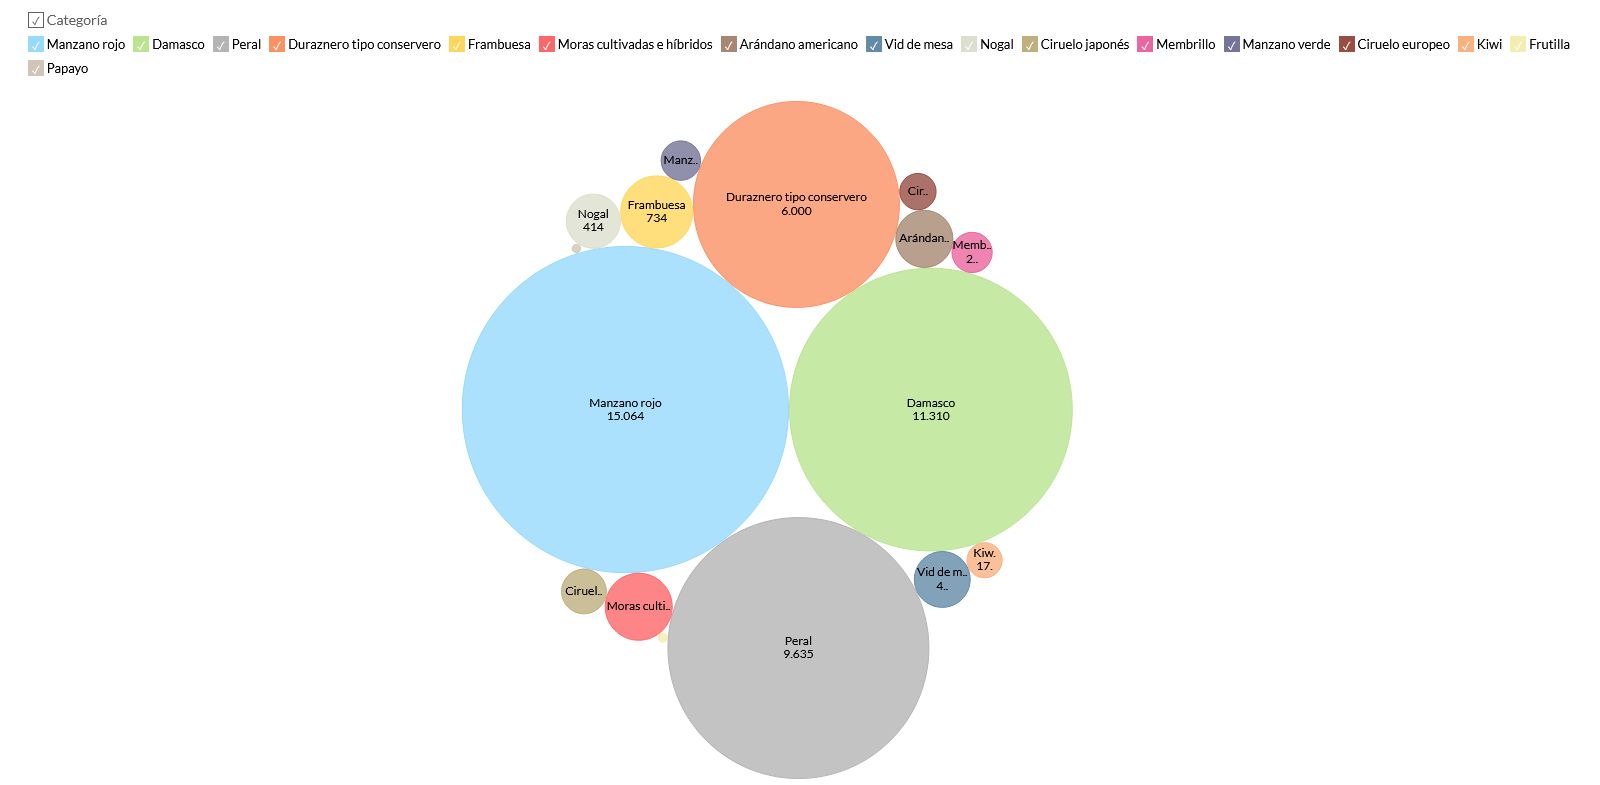 Categoría
Manzano rojo Damasco Peral Duraznero tipo conservero Frambuesa Moras cultivadas e híbridos Arándano americano Vid de mesa Nogal Ciruelo japonés Membrillo Manzano verde Ciruelo europeo Kiwi Frutilla
Papayo
Manz..
Duraznero tipo conservero
6.000
Cir..
Frambuesa
734
Nogal
414
Arándan..
Memb..
2..
Manzano rojo
15.064
Damasco
11.310
Kiw.
17.
Vid de m..
4..
Ciruel..
Moras culti..
Peral
9.635